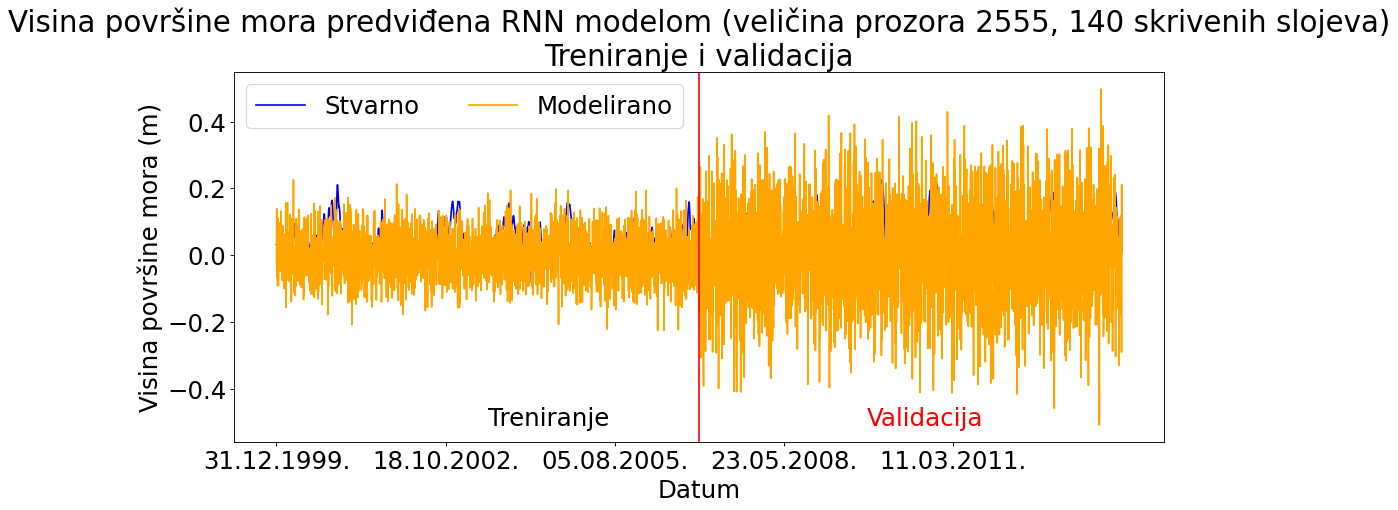 Visina površine mora predviđena RNN modelom (veličina prozora 2555, 140 skrivenih slojeva)
Treniranje i validacija
Stvarno
Modelirano
Visina površine mora (m)
0.4
0.2
0.0
−0.2
−0.4
Treniranje
Validacija
31.12.1999.
18.10.2002.
05.08.2005.
23.05.2008.
11.03.2011.
Datum